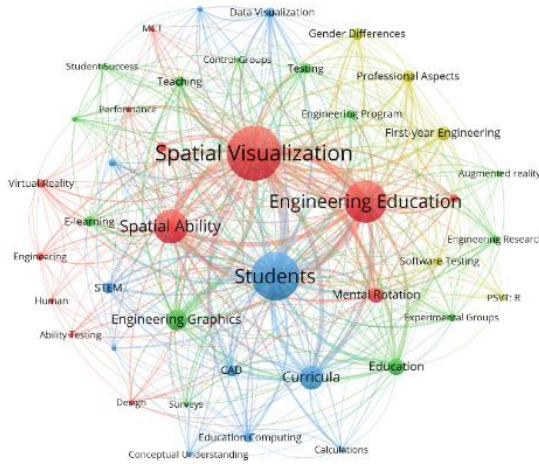 Data Visualization
MCT
Gender Differences
Control Groups
Student Success
Testing
Teaching
Professional Aspects
Performance
Engineering Program
First-year Engineering
Spatial Visualization
Augmented reality
Virtual Reality
Engineering Education
E-learning
Spatial Ability
Engineering Research
Engineering
Software Testing
Students
STEM
Mental Rotation
PSVT: R
Human
Engineering Graphics
Experimental Groups
Ability Testing
CAD
Curricula
Education
Design
Surveys
Education Computing
Calculations
Conceptual Understanding